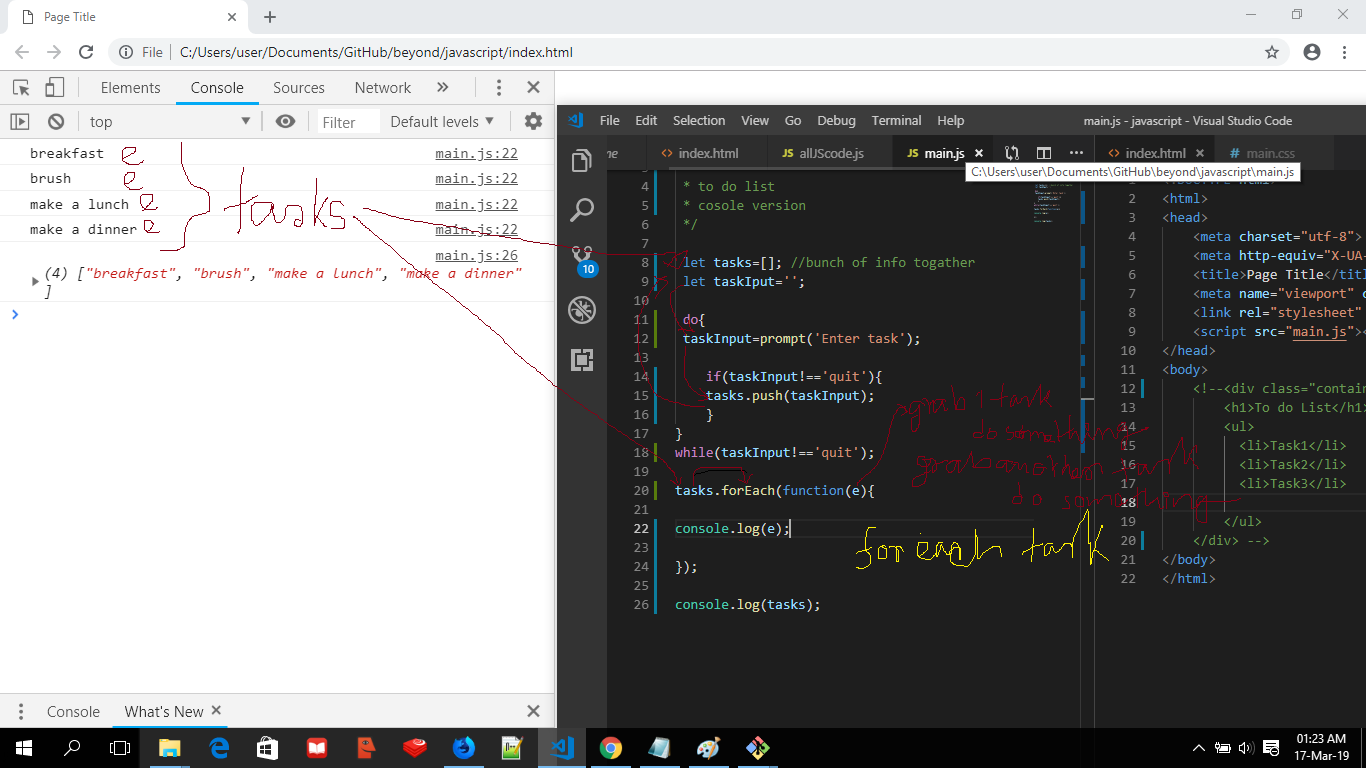 Page Title
File C:/Users/user/Documents/GitHub/beyond/javascript/index.html
Elements Console Sources Network
top Filter Default levels
breakfast e main.js:22
brush e main.js:22
make a lunch e main.js:22
make a dinner e main.js:22
tasks
main.js:26
(4) ["breakfast", "brush", "make a lunch", "make a dinner"
]
Console What's New
File Edit Selection View Go Debug Terminal Help main.js - javascript - Visual Studio Code
me index.html JS allJScode.js JS main.js index.html # main.css
C:\Users\user\Documents\GitHub\beyond\javascript\main.js
10
4 * to do list
5 * cosole version
6 */
7
8 let tasks=[]; //bunch of info togather
9 let taskIput='';
10
11 do{
12 taskInput=prompt('Enter task');
13
14 if(taskInput!=='quit'){
15 tasks.push(taskInput);
16 }
17 }
18 while(taskInput!=='quit');
19
20 tasks.forEach(function(e){
21
22 console.log(e);
23
24 });
25
26 console.log(tasks);
grab 1 task
do something
grab another task
do something
for each task
2 <html>
3 <head>
4 <meta charset="utf-8">
5 <meta http-equiv="X-UA-
6 <title>Page Title</tit
7 <meta name="viewport" c
8 <link rel="stylesheet"
9 <script src="main.js"><
10 </head>
11 <body>
12 <!--<div class="contain
13 <h1>To do List</h1
14 <ul>
15 <li>Task1</li>
16 <li>Task2</li>
17 <li>Task3</li>
18
19 </ul>
20 </div> -->
21 </body>
22 </html>
01:23 AM
17-Mar-19